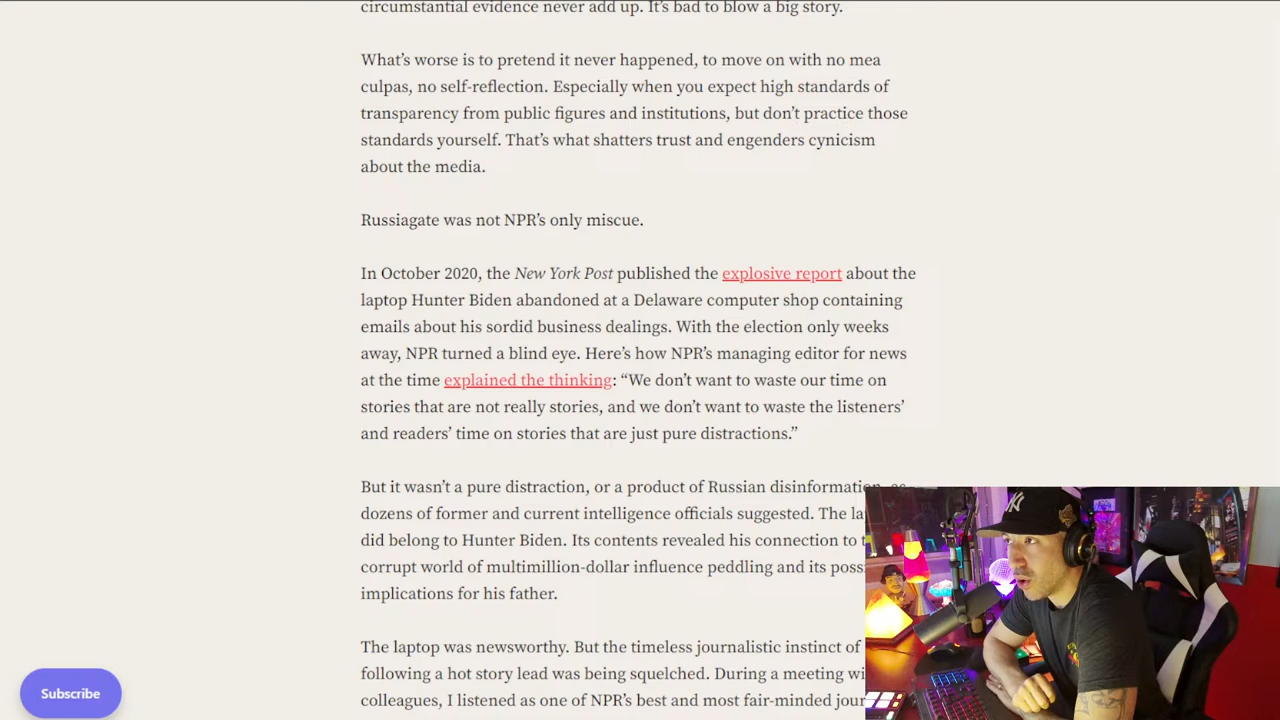 circumstantial evidence never add up. It's bad to blow a big story.
What's worse is to pretend it never happened, to move on with no mea
culpas, no self-reflection. Especially when you expect high standards of
transparency from public figures and institutions, but don't practice those
standards yourself. That's what shatters trust and engenders cynicism
about the media.
Russiagate was not NPR's only miscue.
In October 2020, the New York Post published the explosive report about the
laptop Hunter Biden abandoned at a Delaware computer shop containing
emails about his sordid business dealings. With the election only weeks
away, NPR turned a blind eye. Here's how NPR's managing editor for news
at the time explained the thinking: “We don't want to waste our time on
stories that are not really stories, and we don't want to waste the listeners'
and readers' time on stories that are just pure distractions.”
But it wasn't a pure distraction, or a product of Russian disinformation, as
dozens of former and current intelligence officials suggested. The la
did belong to Hunter Biden. Its contents revealed his connection to t
corrupt world of multimillion-dollar influence peddling and its poss
implications for his father.
The laptop was newsworthy. But the timeless journalistic instinct of
following a hot story lead was being squelched. During a meeting wi
colleagues, I listened as one of NPR's best and most fair-minded jour
Subscribe